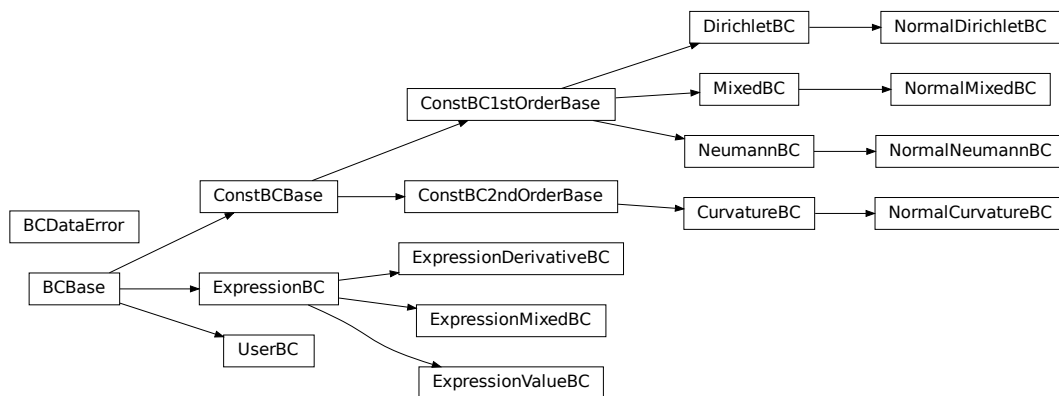 DirichletBC
NormalDirichletBC
MixedBC
NormalMixedBC
ConstBC1stOrderBase
NeumannBC
NormalNeumannBC
ConstBCBase
ConstBC2ndOrderBase
CurvatureBC
NormalCurvatureBC
BCDataError
ExpressionDerivativeBC
BCBase
ExpressionBC
ExpressionMixedBC
UserBC
ExpressionValueBC